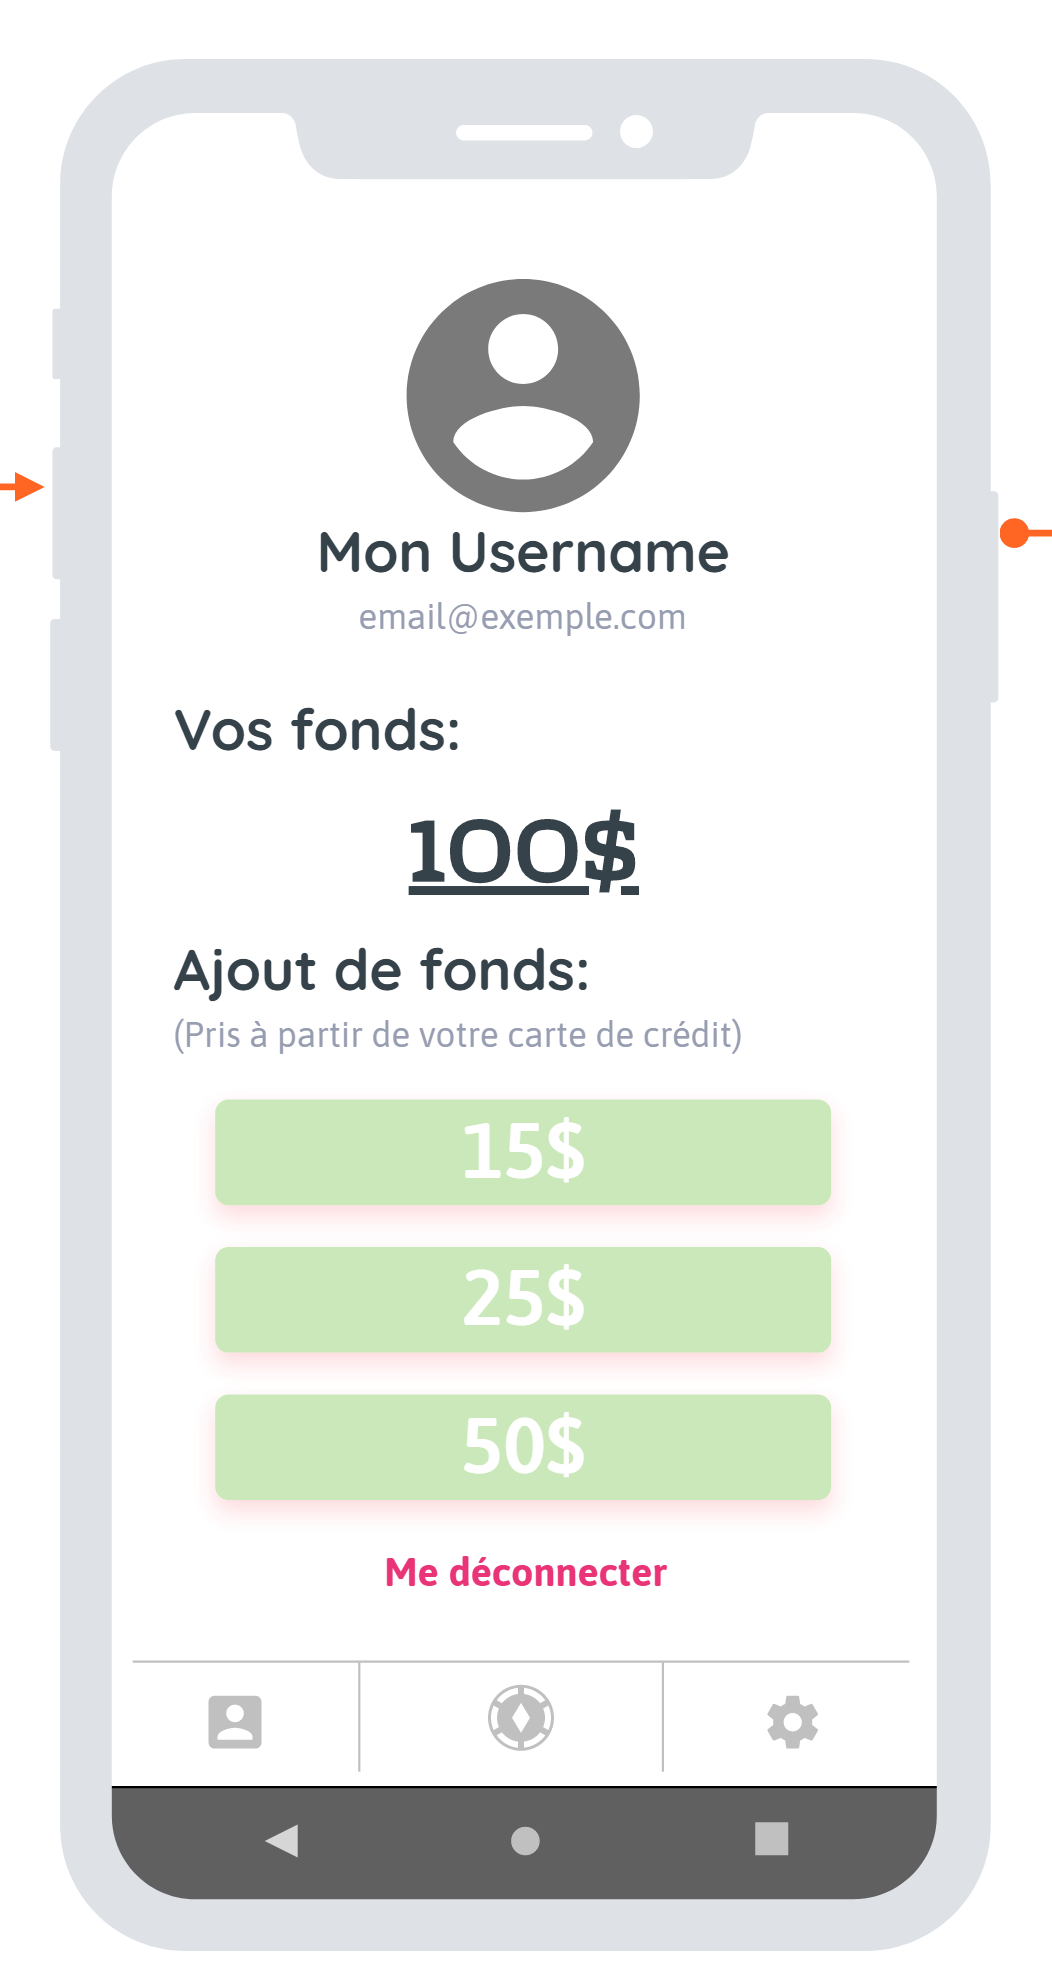 Mon Username
email@exemple.com
Vos fonds:
100$
Ajout de fonds:
(Pris à partir de votre carte de crédit)
15$
25$
50$
Me déconnecter